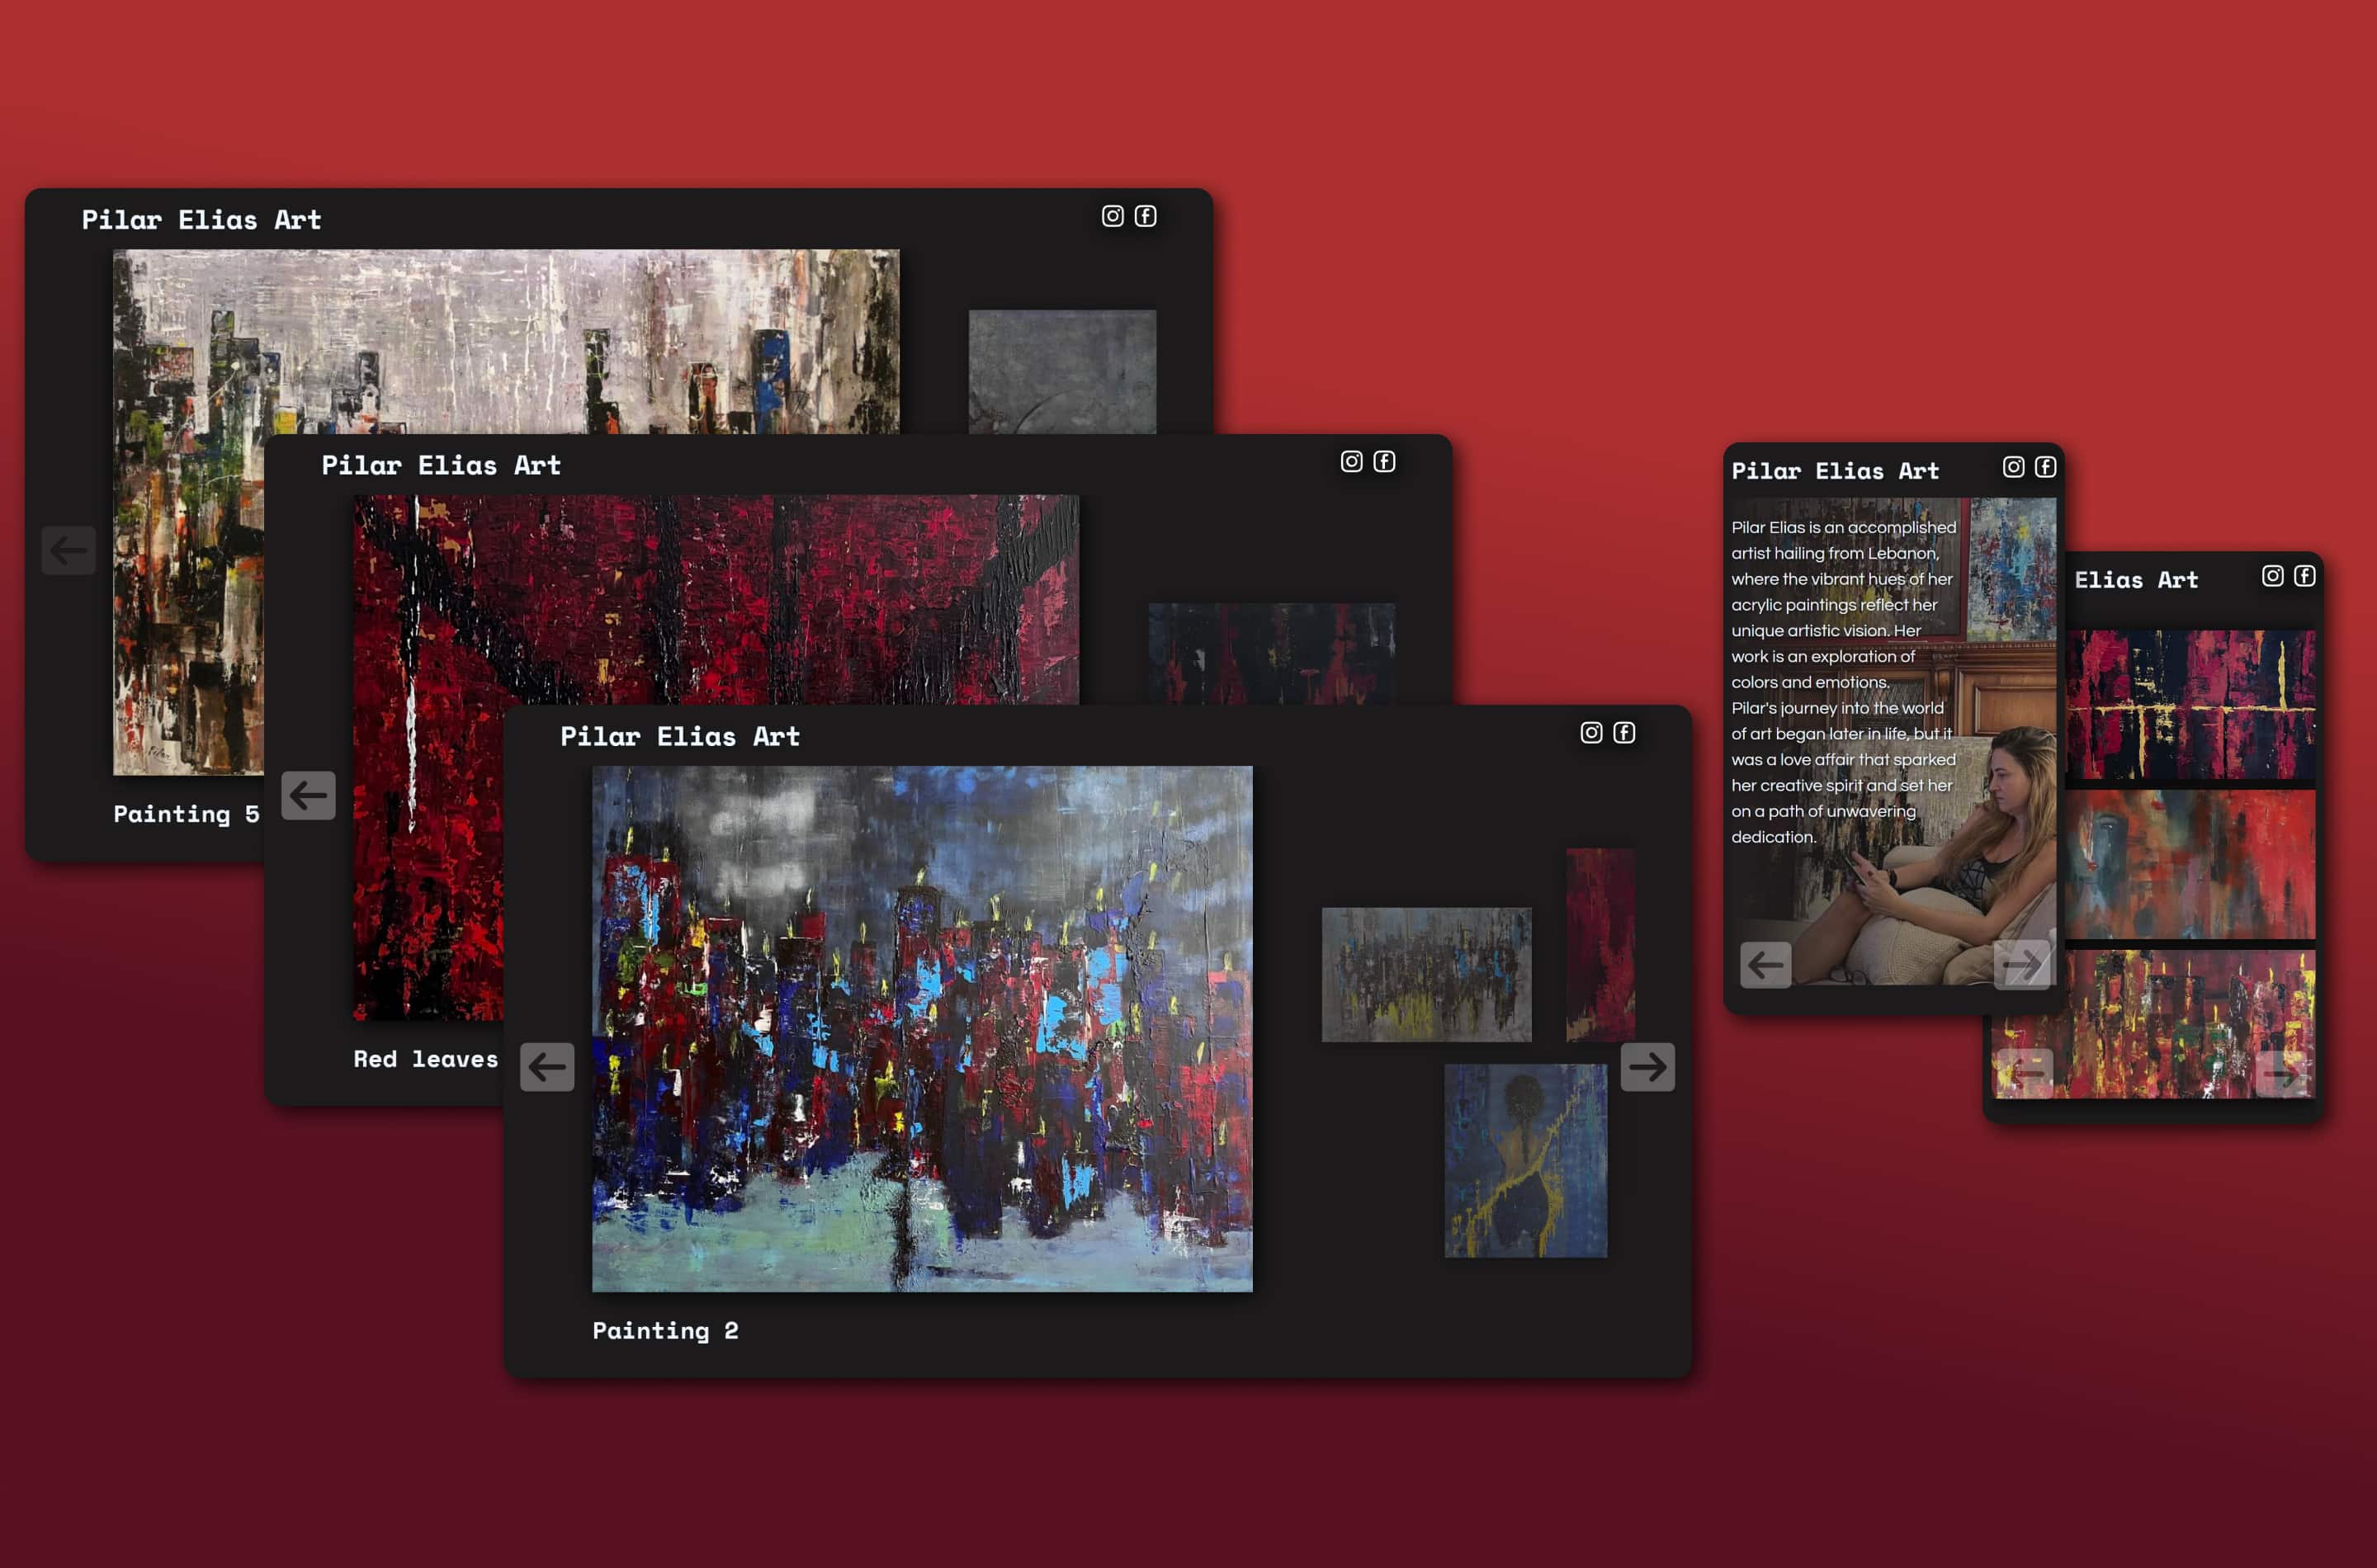 Pilar Elias Art
Painting 5
Pilar Elias Art
Red leaves
Pilar Elias Art
Painting 2
Pilar Elias Art
Pilar Elias is an accomplished
artist hailing from Lebanon,
where the vibrant hues of her
acrylic paintings reflect her
unique artistic vision. Her
work is an exploration of
colors and emotions.
Pilar's journey into the world
of art began later in life, but it
was a love affair that sparked
her creative spirit and set her
on a path of unwavering
dedication.
Elias Art